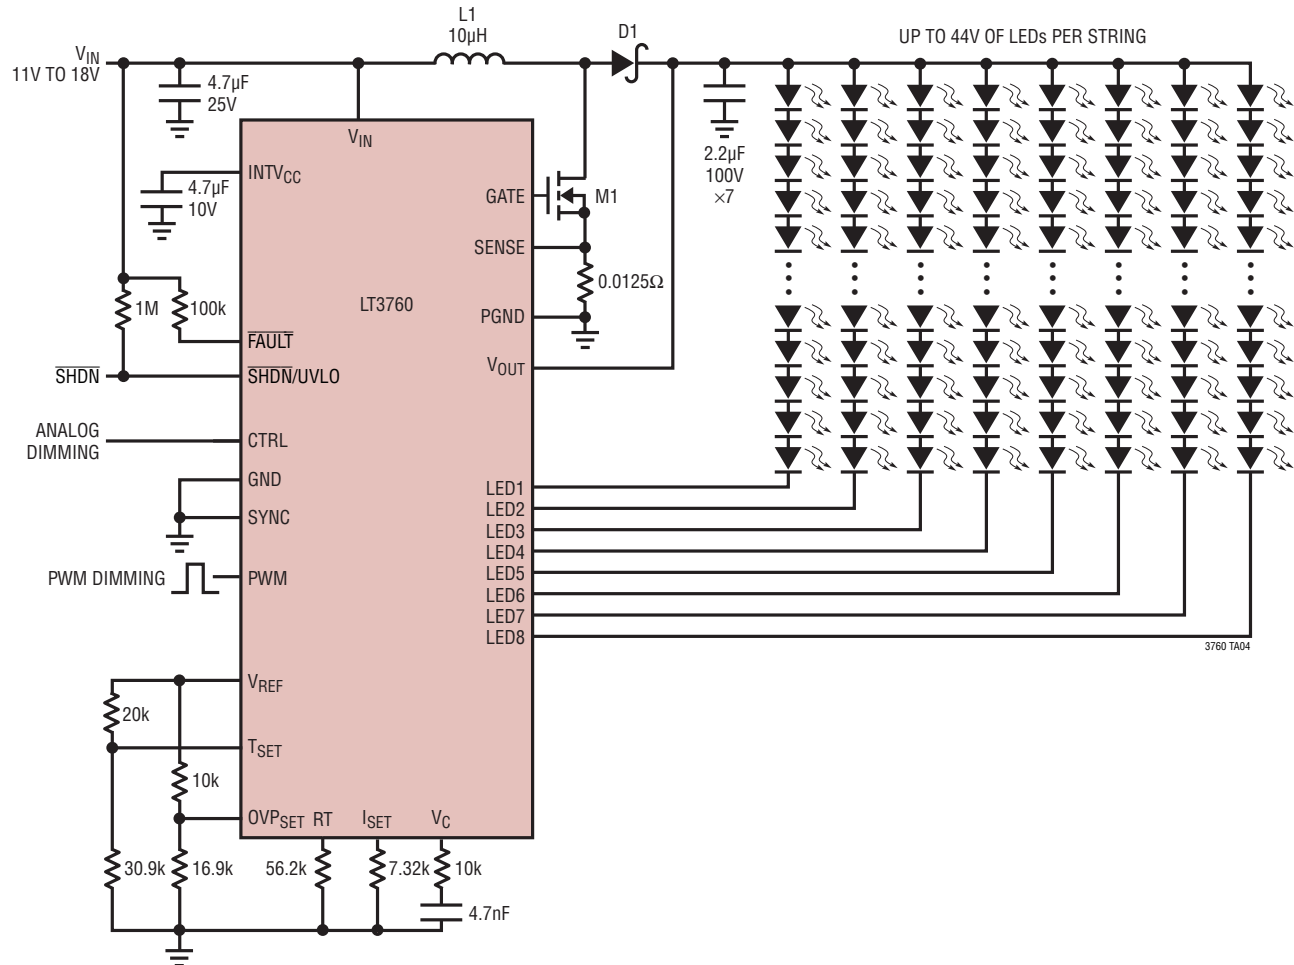 L1
10µH
D1
UP TO 44V OF LEDs PER STRING
VIN
11V TO 18V
4.7µF
25V
VIN
2.2µF
100V
×7
INTVCC
4.7µF
10V
GATE
M1
SENSE
0.0125Ω
LT3760
1M
100k
PGND
FAULT
VOUT
SHDN
SHDN/UVLO
ANALOG
DIMMING
CTRL
GND
LED1
SYNC
LED2
LED3
LED4
PWM DIMMING
PWM
LED5
LED6
LED7
LED8
3760 TA04
VREF
20k
TSET
10k
OVPSET
RT
ISET
VC
30.9k
16.9k
56.2k
7.32k
10k
4.7nF